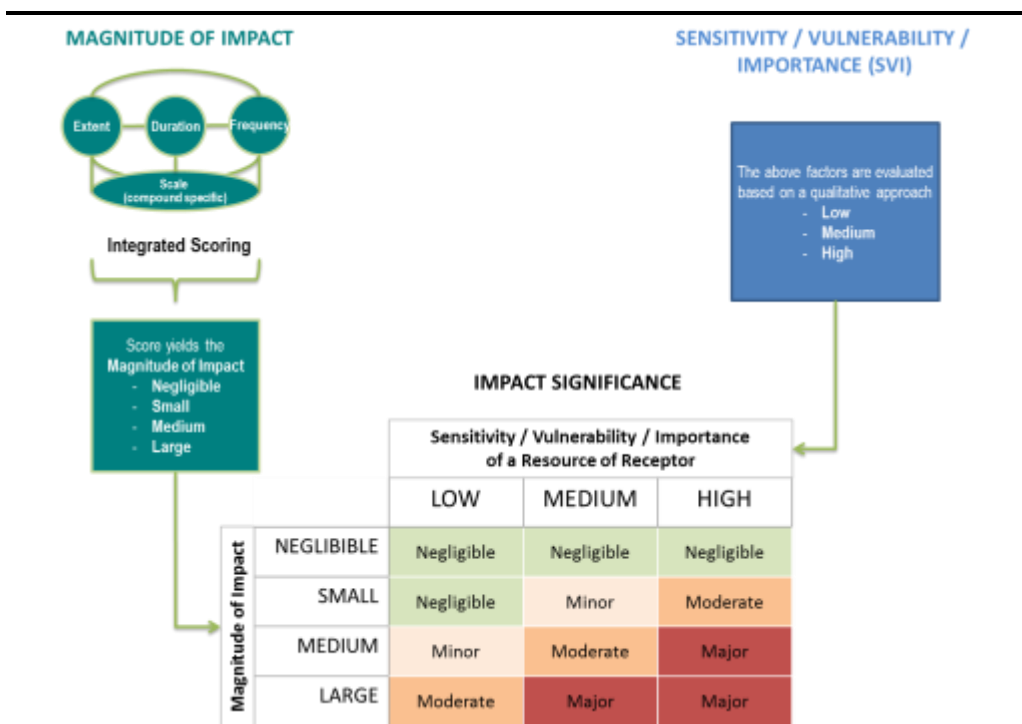 MAGNITUDE OF IMPACT
SENSITIVITY / VULNERABILITY /
IMPORTANCE (SVI)
Extent
Duration
Frequency
Scale
(compound specific)
Integrated Scoring
The above factors are evaluated
based on a qualitative approach
- Low
- Medium
- High
Score yields the
Magnitude of Impact
- Negligible
- Small
- Medium
- Large
IMPACT SIGNIFICANCE
Sensitivity / Vulnerability / Importance
of a Resource of Receptor
LOW MEDIUM HIGH
Magnitude of Impact
NEGLIBIBLE Negligible Negligible Negligible
SMALL Negligible Minor Moderate
MEDIUM Minor Moderate Major
LARGE Moderate Major Major